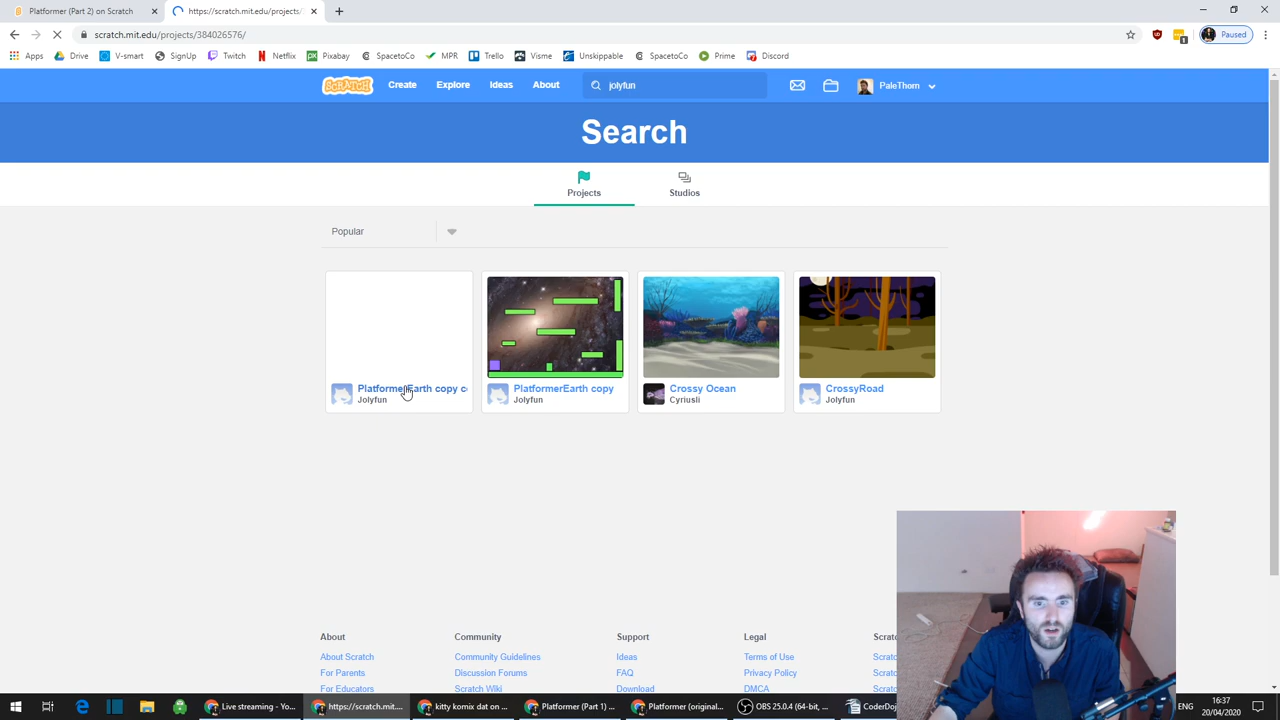 Platformer (Part 2) on Scratch
https://scratch.mit.edu/projects/
scratch.mit.edu/projects/384026576/
Paused
Apps
Drive
V-smart
SignUp
Twitch
Netflix
Pixabay
SpacetoCo
MPR
Trello
Visme
Unskippable
SpacetoCo
Prime
Discord
SCRATCH
Create
Explore
Ideas
About
jolyfun
PaleThom
Search
Projects
Studios
Popular
PlatformerEarth copy c
PlatformerEarth copy
Crossy Ocean
CrossyRoad
Jolyfun
Jolyfun
Cyriusli
Jolyfun
About
Community
Support
Legal
Scratc
About Scratch
Community Guidelines
Ideas
Terms of Use
Scratc
For Parents
Discussion Forums
FAQ
Privacy Policy
Scratc
For Educators
Scratch Wiki
Download
DMCA
Scratc
Live streaming - Yo...
https://scratch.mit....
kitty komix dat on ...
Platformer (Part 1) ...
Platformer (original...
OBS 25.0.4 (64-bit, ...
CoderDoj
ENG
16:37
20/04/2020